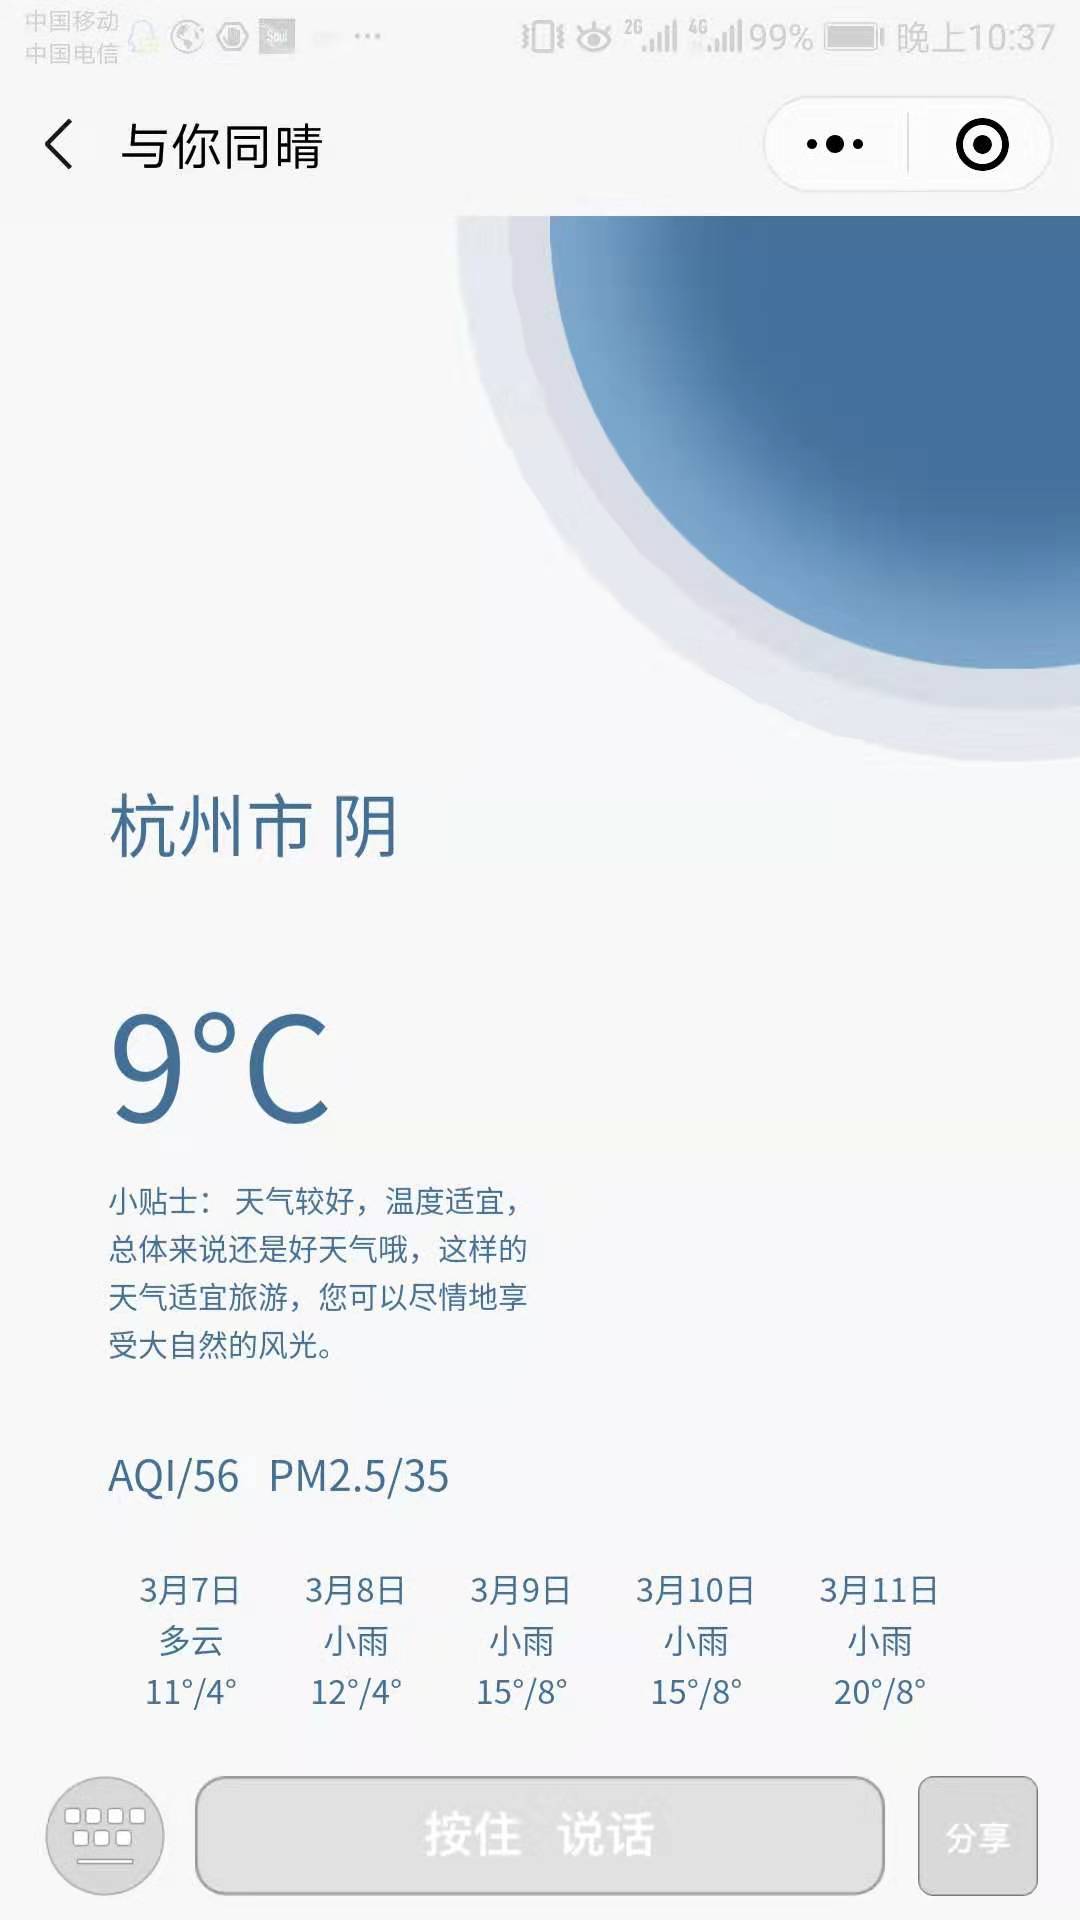 中国移动
中国电信
Soul
2G 4G 99% 晚上10:37
与你同晴
杭州市 阴
9°C
小贴士： 天气较好，温度适宜，
总体来说还是好天气哦，这样的
天气适宜旅游，您可以尽情地享
受大自然的风光。
AQI/56 PM2.5/35
3月7日 3月8日 3月9日 3月10日 3月11日
多云 小雨 小雨 小雨 小雨
11°/4° 12°/4° 15°/8° 15°/8° 20°/8°
按住 说话 分享